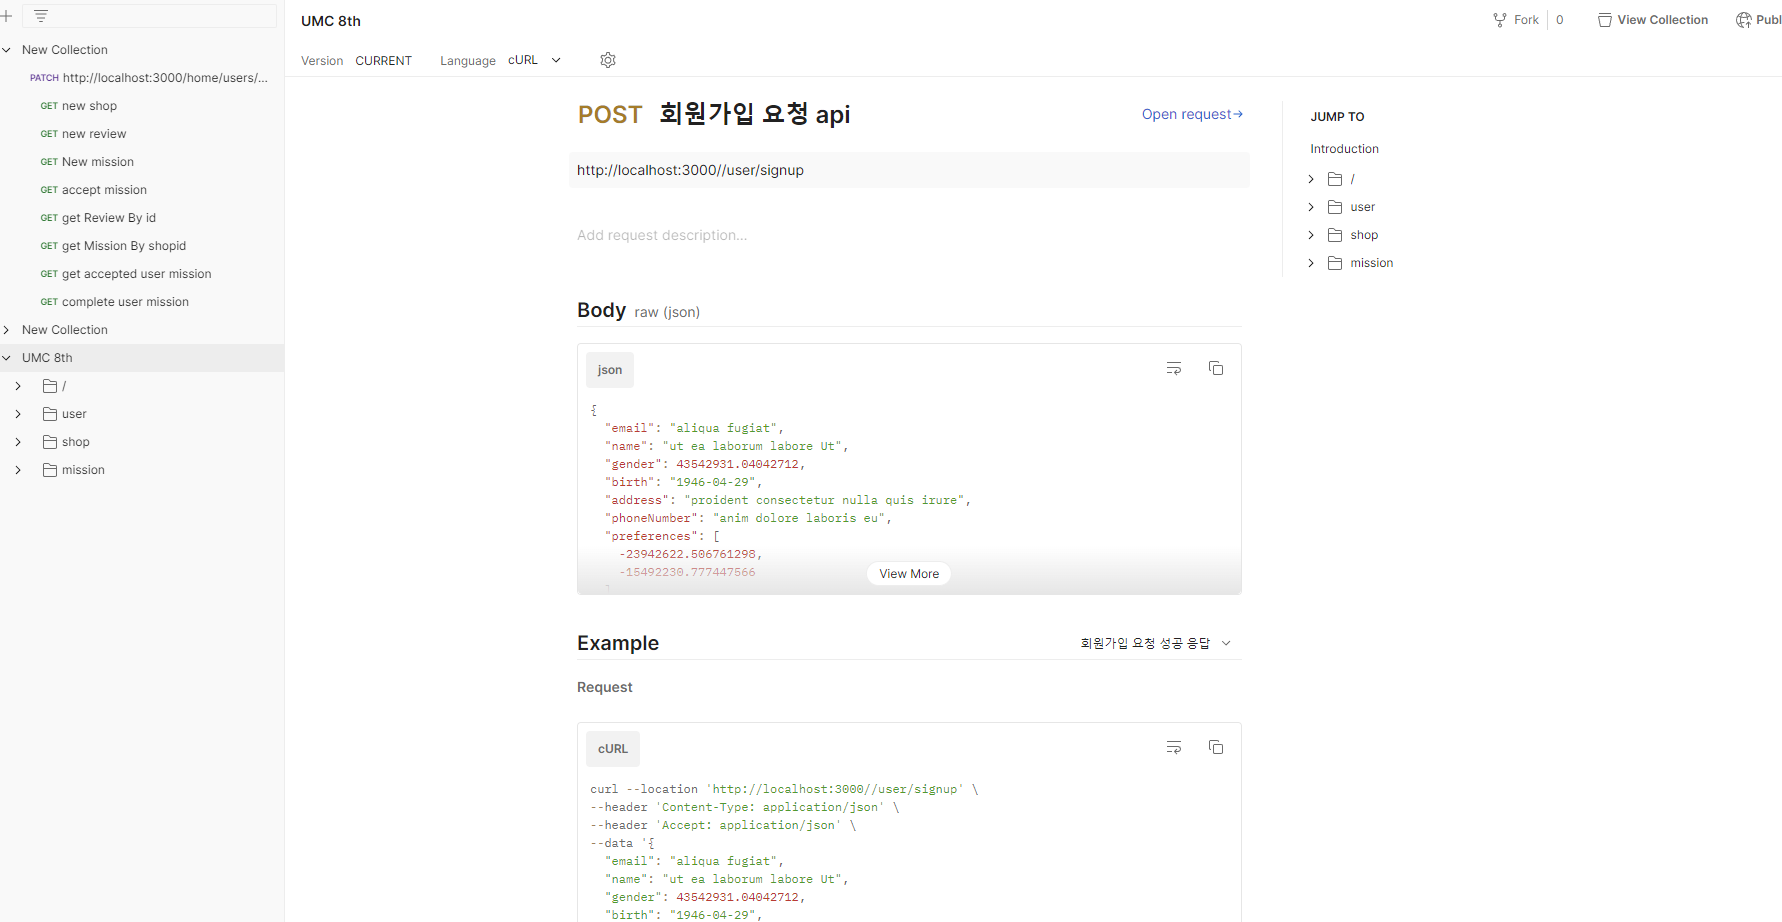 New Collection
PATCH http://localhost:3000/home/users/...
GET new shop
GET new review
GET New mission
GET accept mission
GET get Review By id
GET get Mission By shopid
GET get accepted user mission
GET complete user mission
New Collection
UMC 8th
/
user
shop
mission
UMC 8th
Fork 0
View Collection
Publ
Version CURRENT
Language cURL
POST 회원가입 요청 api
Open request→
http://localhost:3000//user/signup
Add request description...
Body raw (json)
json
{
"email": "aliqua fugiat",
"name": "ut ea laborum labore Ut",
"gender": 43542931.04042712,
"birth": "1946-04-29",
"address": "proident consectetur nulla quis irure",
"phoneNumber": "anim dolore laboris eu",
"preferences": [
-23942622.506761298,
-15492230.777447566
]
View More
Example
회원가입 요청 성공 응답
Request
cURL
curl --location 'http://localhost:3000//user/signup' \
--header 'Content-Type: application/json' \
--header 'Accept: application/json' \
--data '{
"email": "aliqua fugiat",
"name": "ut ea laborum labore Ut",
"gender": 43542931.04042712,
"birth": "1946-04-29",
JUMP TO
Introduction
/
user
shop
mission